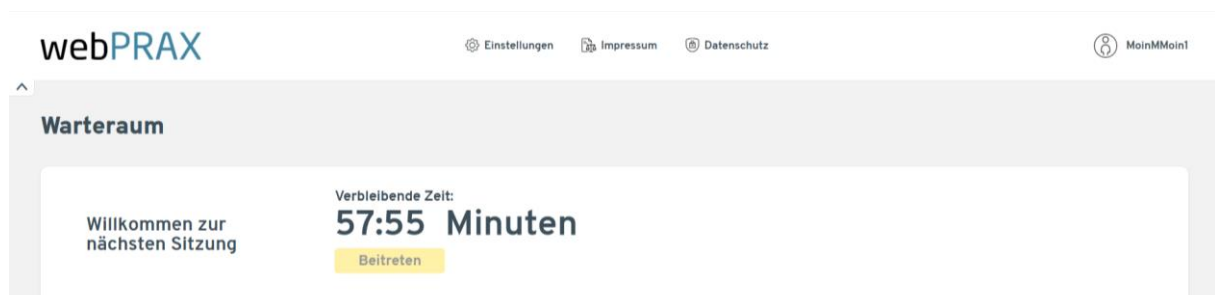 webPRAX
Einstellungen
Impressum
Datenschutz
MoinMMoin1
Warteraum
Willkommen zur
nächsten Sitzung
Verbleibende Zeit:
57:55 Minuten
Beitreten